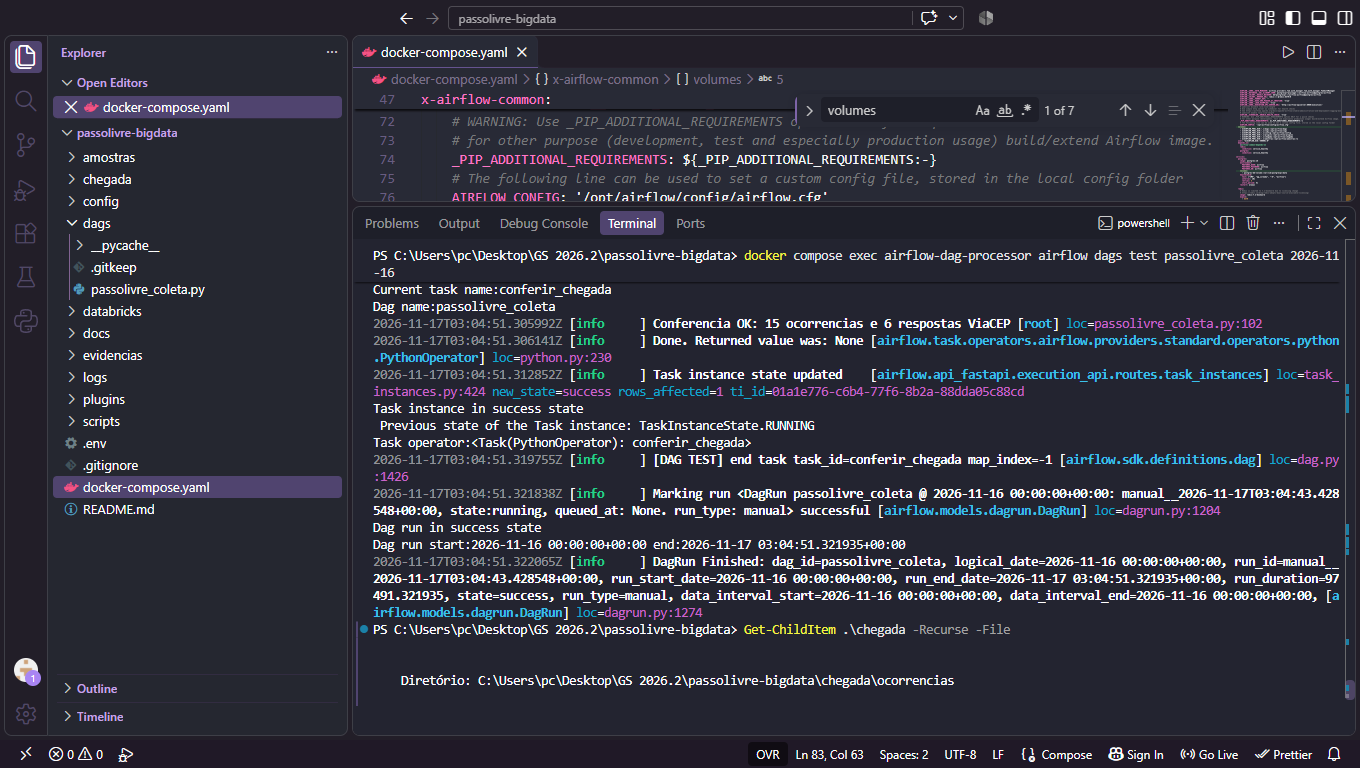 passolivre-bigdata
Explorer
Open Editors
docker-compose.yaml
passolivre-bigdata
amostras
chegada
config
dags
__pycache__
.gitkeep
passolivre_coleta.py
databricks
docs
evidencias
logs
plugins
scripts
.env
.gitignore
docker-compose.yaml
README.md
Outline
Timeline
1
docker-compose.yaml
docker-compose.yaml > {} x-airflow-common > [ ] volumes > abc 5
47 x-airflow-common:
volumes Aa ab .* 1 of 7
72 # WARNING: Use _PIP_ADDITIONAL_REQUIREMENTS
73 # for other purpose (development, test and especially production usage) build/extend Airflow image.
74 _PIP_ADDITIONAL_REQUIREMENTS: ${_PIP_ADDITIONAL_REQUIREMENTS:-}
75 # The following line can be used to set a custom config file, stored in the local config folder
76 AIRFLOW_CONFIG: '/opt/airflow/config/airflow.cfg'
Problems Output Debug Console Terminal Ports powershell
PS C:\Users\pc\Desktop\GS 2026.2\passolivre-bigdata> docker compose exec airflow-dag-processor airflow dags test passolivre_coleta 2026-11
-16
Current task name:conferir_chegada
Dag name:passolivre_coleta
2026-11-17T03:04:51.305992Z [info     ] Conferencia OK: 15 ocorrencias e 6 respostas ViaCEP [root] loc=passolivre_coleta.py:102
2026-11-17T03:04:51.306141Z [info     ] Done. Returned value was: None [airflow.task.operators.airflow.providers.standard.operators.python
.PythonOperator] loc=python.py:230
2026-11-17T03:04:51.312852Z [info     ] Task instance state updated    [airflow.api_fastapi.execution_api.routes.task_instances] loc=task_
instances.py:424 new_state=success rows_affected=1 ti_id=01a1e776-c6b4-77f6-8b2a-88dda05c88cd
Task instance in success state
Previous state of the Task instance: TaskInstanceState.RUNNING
Task operator:<Task(PythonOperator): conferir_chegada>
2026-11-17T03:04:51.319755Z [info     ] [DAG TEST] end task task_id=conferir_chegada map_index=-1 [airflow.sdk.definitions.dag] loc=dag.py
:1426
2026-11-17T03:04:51.321838Z [info     ] Marking run <DagRun passolivre_coleta @ 2026-11-16 00:00:00+00:00: manual__2026-11-17T03:04:43.428
548+00:00, state:running, queued_at: None. run_type: manual> successful [airflow.models.dagrun.DagRun] loc=dagrun.py:1204
Dag run in success state
Dag run start:2026-11-16 00:00:00+00:00 end:2026-11-17 03:04:51.321935+00:00
2026-11-17T03:04:51.322065Z [info     ] DagRun Finished: dag_id=passolivre_coleta, logical_date=2026-11-16 00:00:00+00:00, run_id=manual__
2026-11-17T03:04:43.428548+00:00, run_start_date=2026-11-16 00:00:00+00:00, run_end_date=2026-11-17 03:04:51.321935+00:00, run_duration=97
491.321935, state=success, run_type=manual, data_interval_start=2026-11-16 00:00:00+00:00, data_interval_end=2026-11-16 00:00:00+00:00, [a
irflow.models.dagrun.DagRun] loc=dagrun.py:1274
PS C:\Users\pc\Desktop\GS 2026.2\passolivre-bigdata> Get-ChildItem .\chegada -Recurse -File
Diretório: C:\Users\pc\Desktop\GS 2026.2\passolivre-bigdata\chegada\ocorrencias
0 0 OVR Ln 83, Col 63 Spaces: 2 UTF-8 LF {} Compose Sign In Go Live Prettier